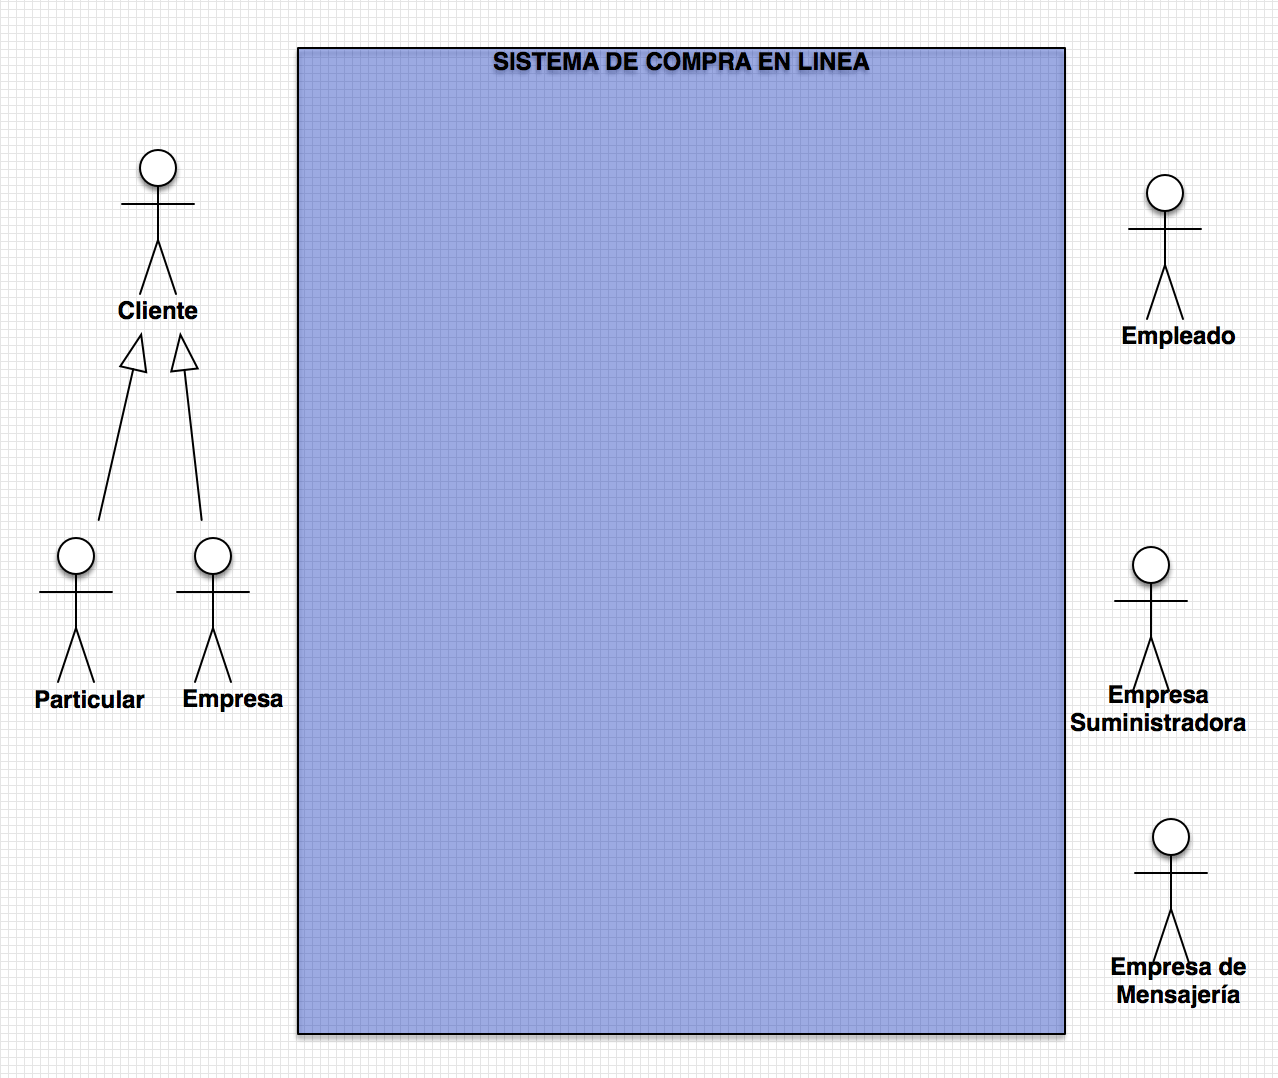 SISTEMA DE COMPRA EN LINEA
Cliente
Empleado
Particular
Empresa
Empresa
Suministradora
Empresa de
Mensajería